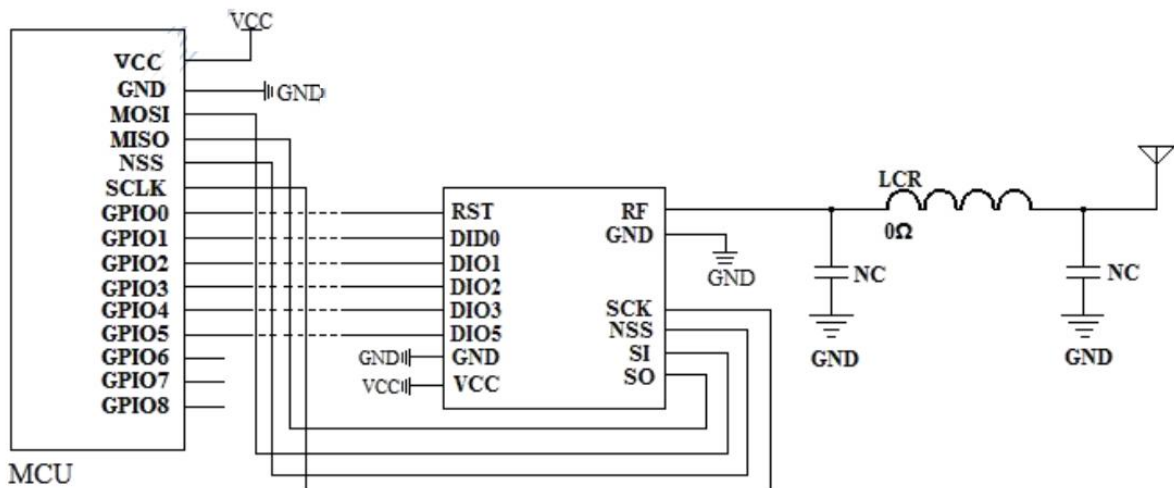 VCC
VCC
GND
GND
MOSI
MISO
NSS
SCLK
GPIO0
GPIO1
GPIO2
GPIO3
GPIO4
GPIO5
GPIO6
GPIO7
GPIO8
MCU
RST
DID0
DIO1
DIO2
DIO3
DIO5
GND
GND
VCC
VCC
RF
GND
SCK
NSS
SI
SO
GND
LCR
0Ω
NC
GND
NC
GND